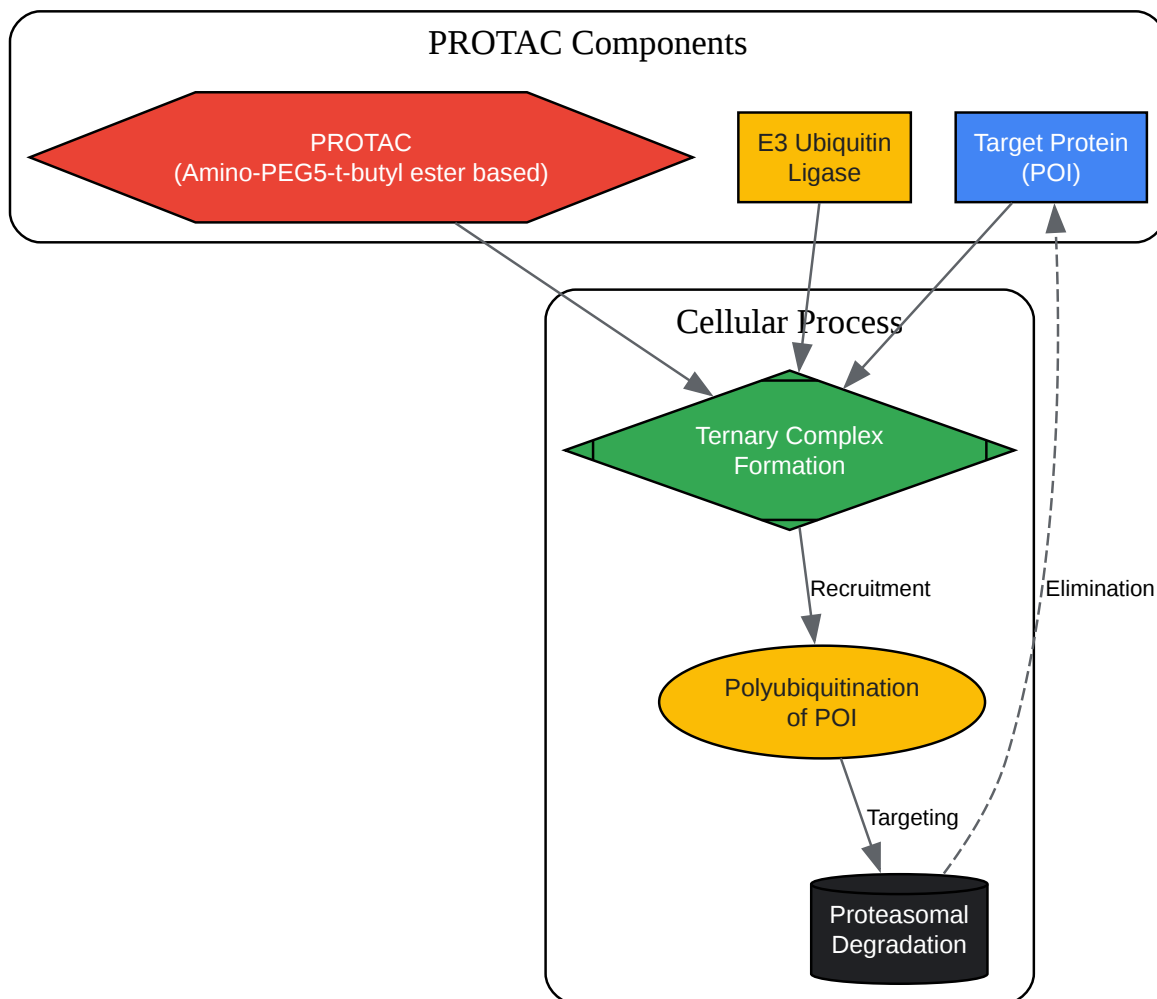 PROTAC Components
PROTAC
(Amino-PEG5-t-butyl ester based)
E3 Ubiquitin
Ligase
Target Protein
(POI)
Cellular Process
Ternary Complex
Formation
Recruitment
Elimination
Polyubiquitination
of POI
Targeting
Proteasomal
Degradation